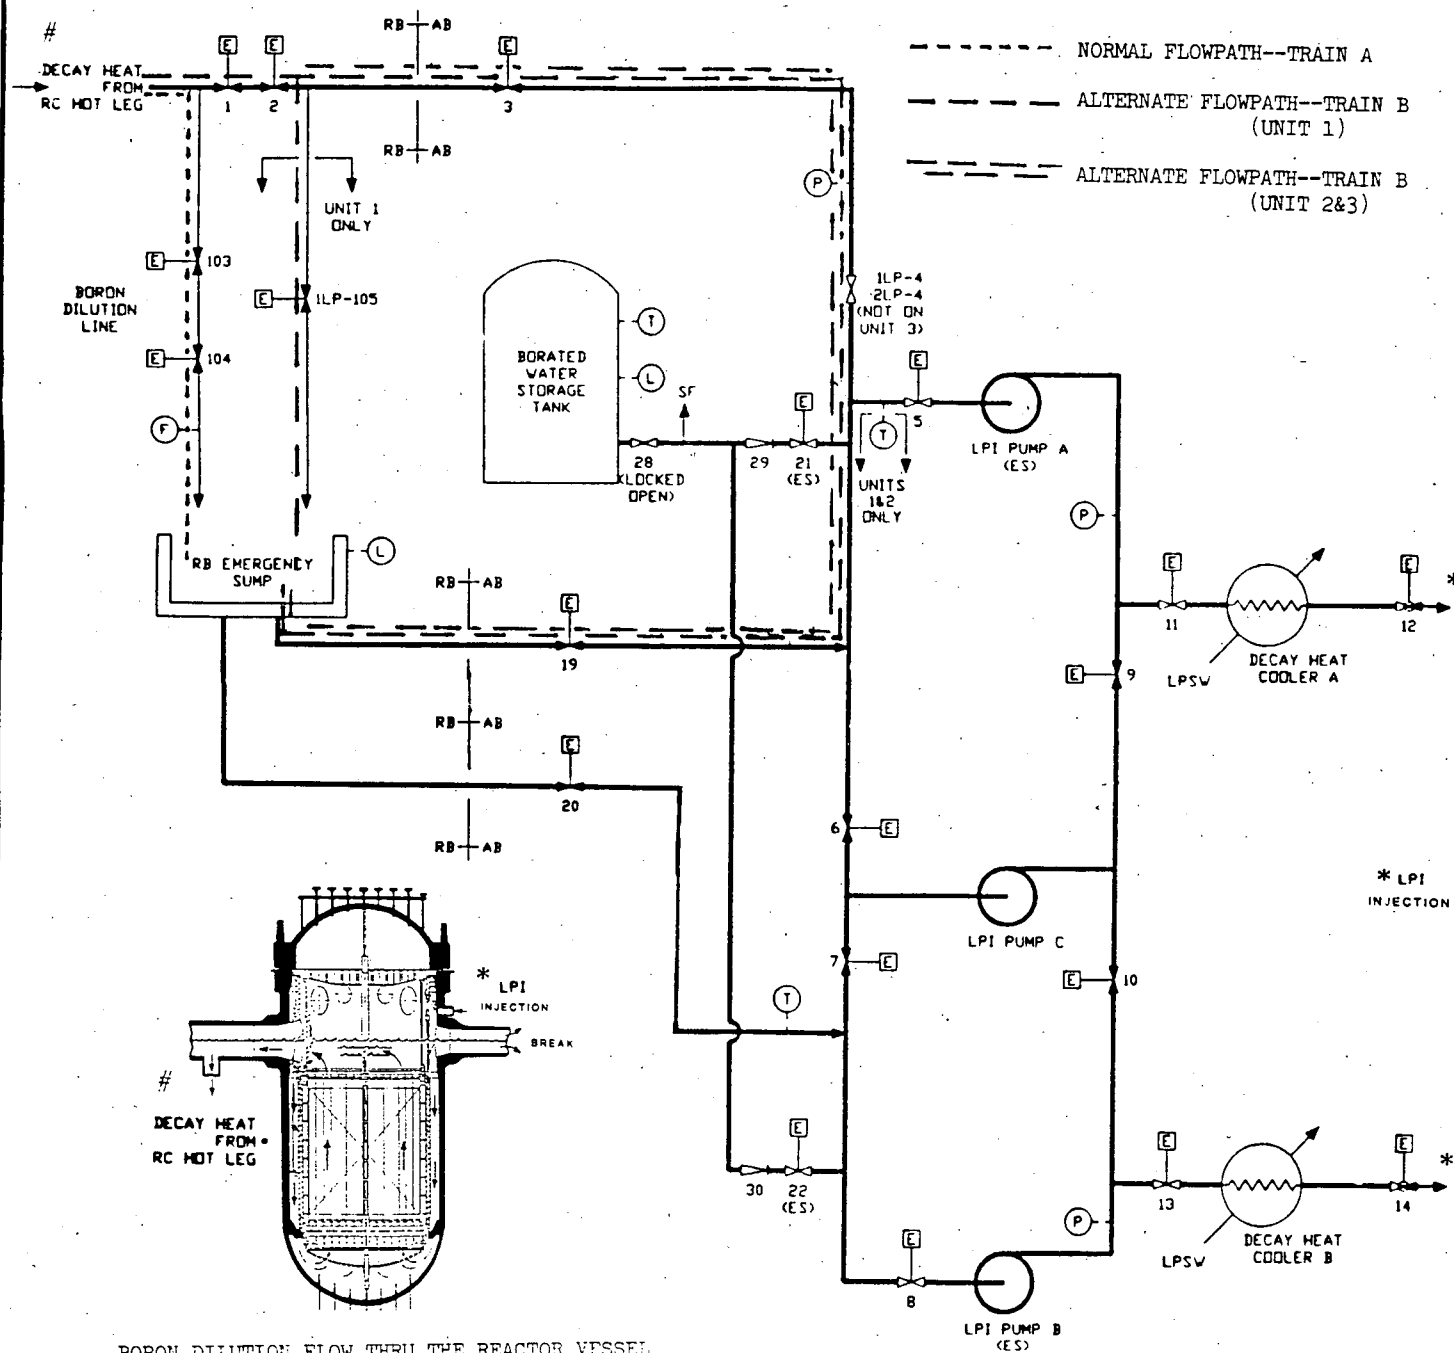 #
RB AB
E
E
E
DECAY HEAT
FROM
RC HOT LEG
1
2
3
RB AB
NORMAL FLOWPATH--TRAIN A
ALTERNATE FLOWPATH--TRAIN B
(UNIT 1)
ALTERNATE FLOWPATH--TRAIN B
(UNIT 2&3)
P
UNIT 1
ONLY
E
103
BORON
DILUTION
LINE
E
1LP-105
E
104
F
1LP-4
2LP-4
(NOT ON
UNIT 3)
BORATED
WATER
STORAGE
TANK
T
L
SF
28
(LOCKED
OPEN)
29
E
21
(ES)
T
UNITS
1&2
ONLY
E
5
LPI PUMP A
(ES)
P
RB EMERGENCY
SUMP
L
RB AB
E
19
E
11
LPSW
DECAY HEAT
COOLER A
E
12
*
E
9
RB AB
E
20
RB AB
6
E
LPI PUMP C
* LPI
INJECTION
7
E
E
10
T
* LPI
INJECTION
BREAK
#
DECAY HEAT
FROM
RC HOT LEG
30
E
22
(ES)
E
13
LPSW
DECAY HEAT
COOLER B
E
14
*
P
E
8
LPI PUMP B
(ES)
BORON DILUTION FLOW THRU THE REACTOR VESSEL